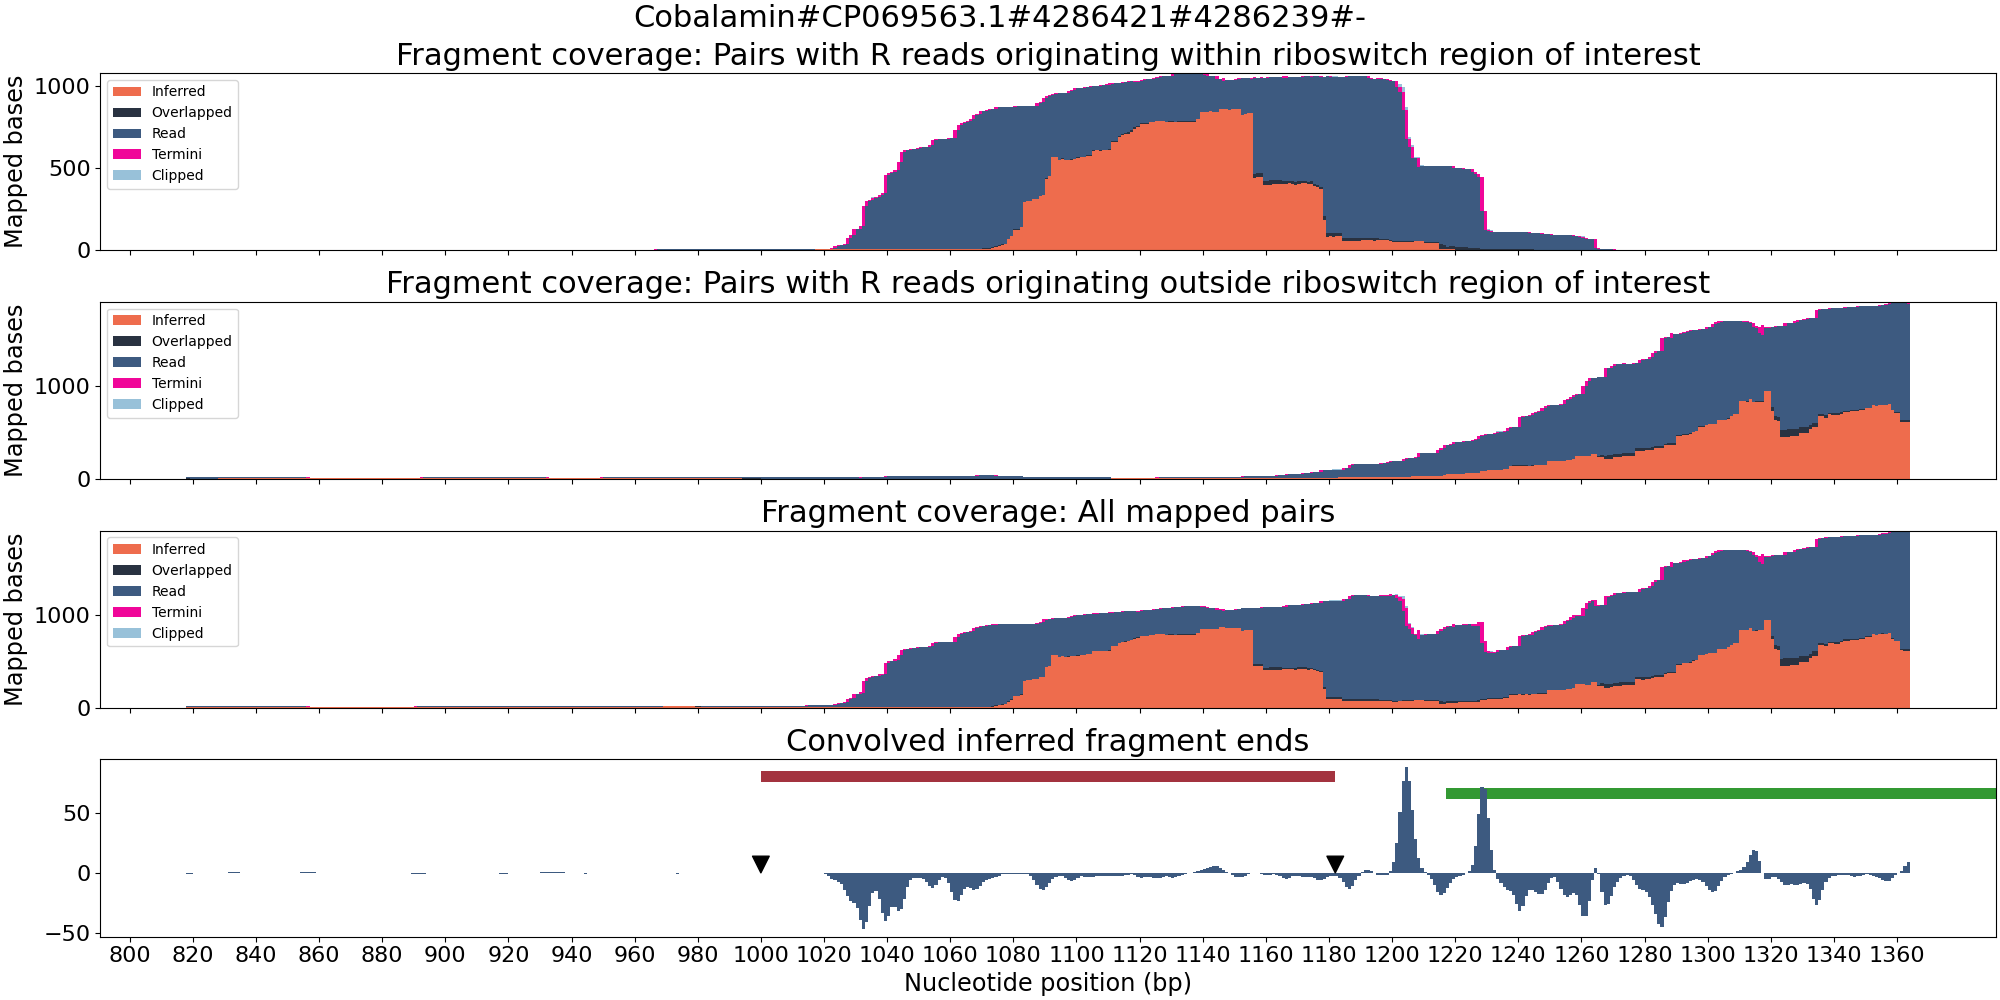 Cobalamin#CP069563.1#4286421#4286239#-
Fragment coverage: Pairs with R reads originating within riboswitch region of interest
Mapped bases
1000
500
0
Inferred
Overlapped
Read
Termini
Clipped
Fragment coverage: Pairs with R reads originating outside riboswitch region of interest
Mapped bases
1000
0
Inferred
Overlapped
Read
Termini
Clipped
Fragment coverage: All mapped pairs
Mapped bases
1000
0
Inferred
Overlapped
Read
Termini
Clipped
Convolved inferred fragment ends
50
0
−50
800 820 840 860 880 900 920 940 960 980 1000 1020 1040 1060 1080 1100 1120 1140 1160 1180 1200 1220 1240 1260 1280 1300 1320 1340 1360
Nucleotide position (bp)